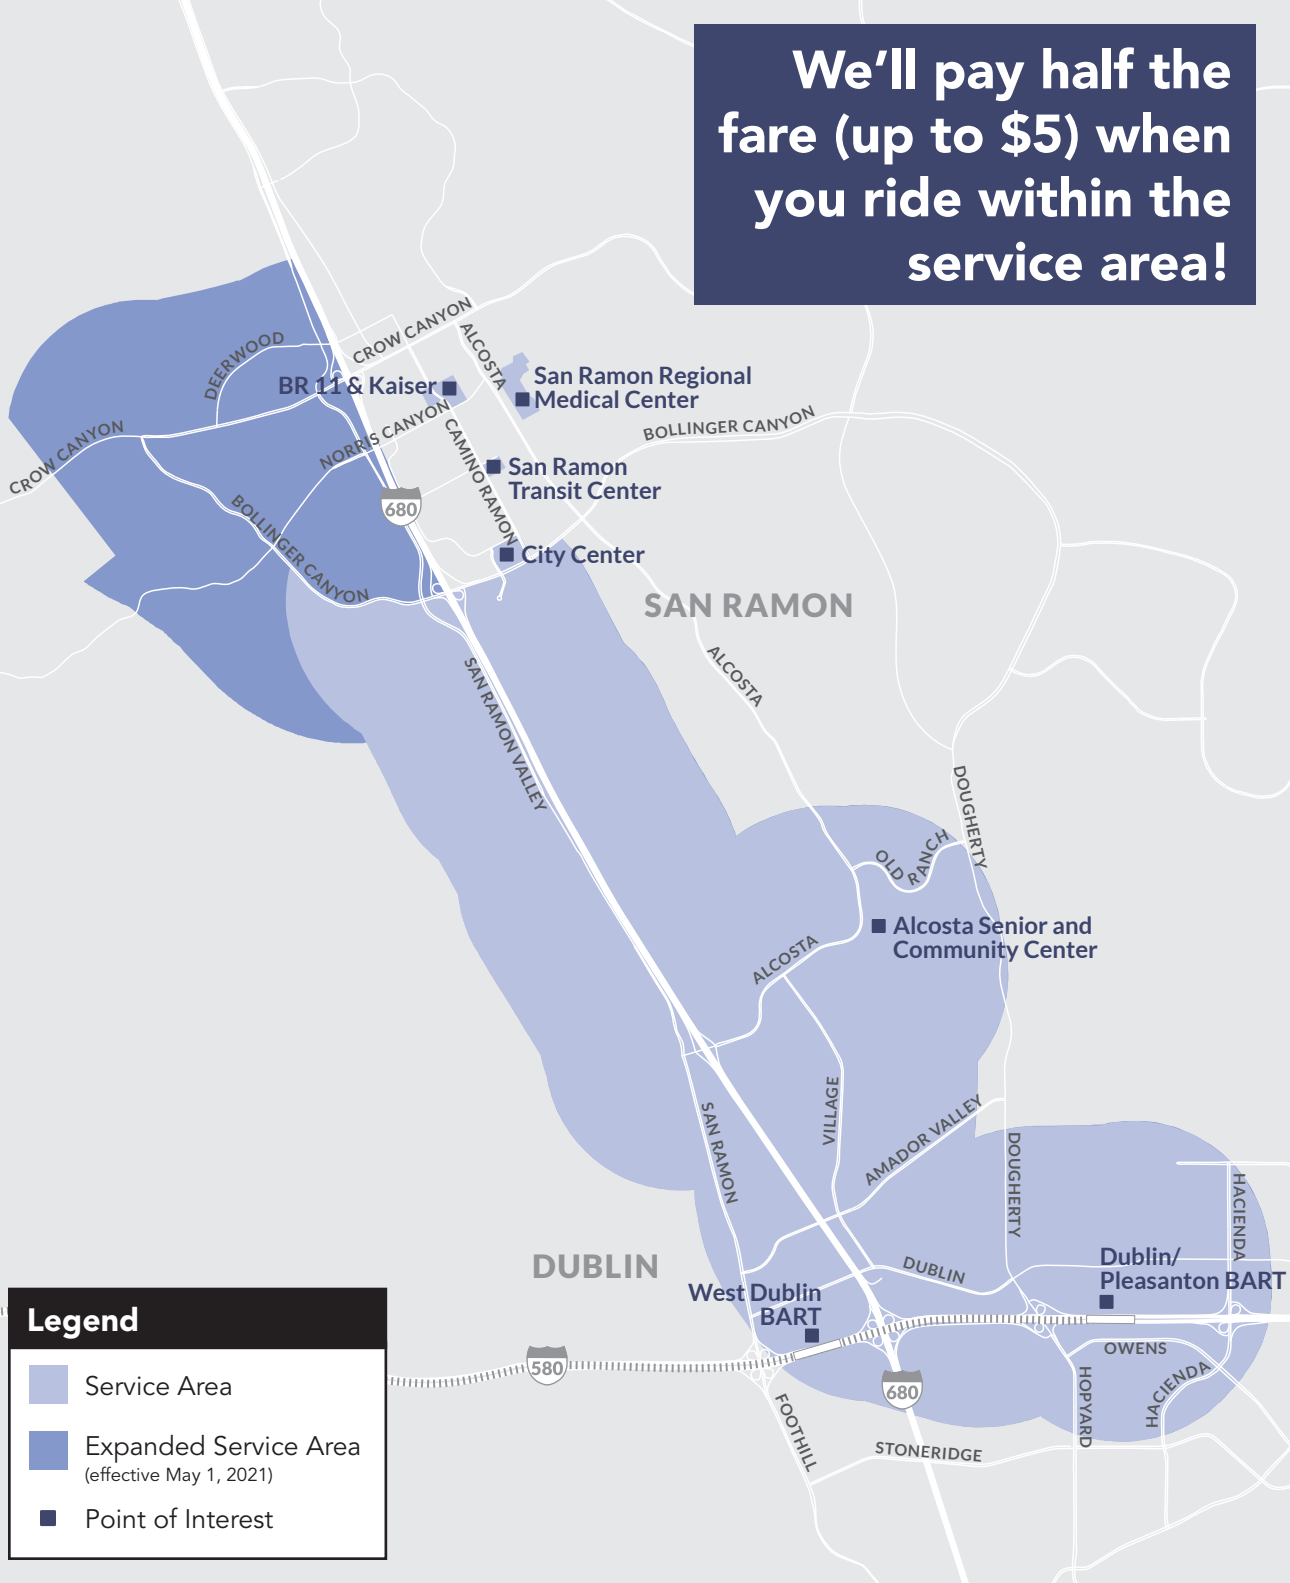 We'll pay half the
fare (up to $5) when
you ride within the
service area!
CROW CANYON
ALCOSTA
DEERWOOD
BR 11 & Kaiser
San Ramon Regional
Medical Center
CROW CANYON
NORRIS CANYON
CAMINO RAMON
BOLLINGER CANYON
San Ramon
Transit Center
680
BOLLINGER CANYON
City Center
SAN RAMON
ALCOSTA
SAN RAMON VALLEY
DOUGHERTY
OLD RANCH
Alcosta Senior and
Community Center
ALCOSTA
VILLAGE
SAN RAMON
AMADOR VALLEY
DOUGHERTY
HACIENDA
DUBLIN
DUBLIN
Dublin/
Pleasanton BART
West Dublin
BART
OWENS
580
680
HOPYARD
HACIENDA
FOOTHILL
STONERIDGE
Legend
Service Area
Expanded Service Area
(effective May 1, 2021)
Point of Interest